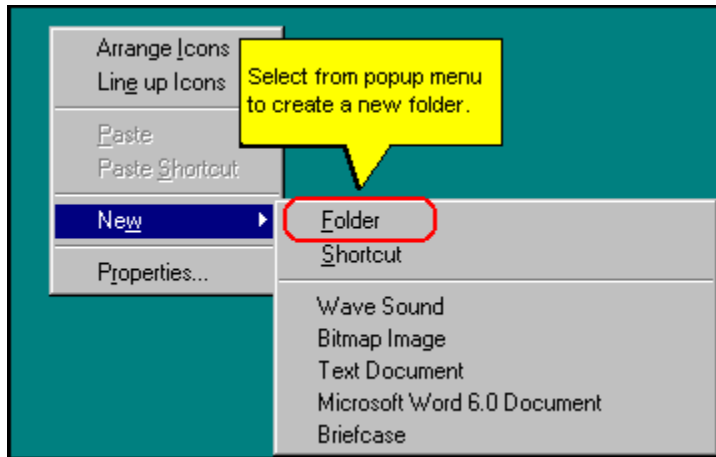 Arrange Icons
Line up Icons
Select from popup menu
to create a new folder.
Paste
Paste Shortcut
New
Properties...
Folder
Shortcut
Wave Sound
Bitmap Image
Text Document
Microsoft Word 6.0 Document
Briefcase